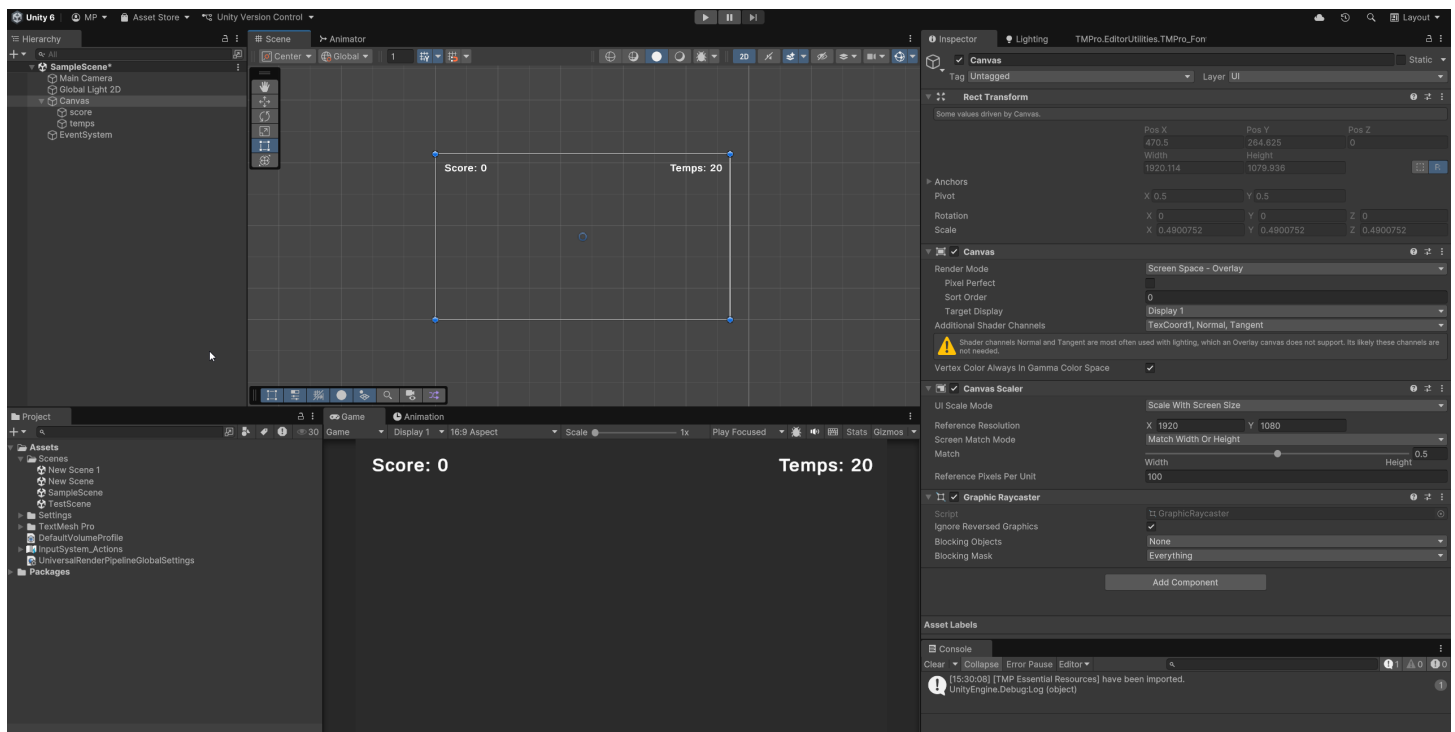 Unity 6 MP Asset Store Unity Version Control Layout
Hierarchy
All
SampleScene*
Main Camera
Global Light 2D
Canvas
score
temps
EventSystem
Scene Animator
Center Global 1 2D
Score: 0 Temps: 20
Project
30
Assets
Scenes
New Scene 1
New Scene
SampleScene
TestScene
Settings
TextMesh Pro
DefaultVolumeProfile
InputSystem_Actions
UniversalRenderPipelineGlobalSettings
Packages
Game Animation
Game Display 1 16:9 Aspect Scale 1x Play Focused Stats Gizmos
Score: 0 Temps: 20
Inspector Lighting TMPro.EditorUtilities.TMPro_Fon
Canvas Static
Tag Untagged Layer UI
Rect Transform
Some values driven by Canvas.
Pos X Pos Y Pos Z
470.5 264.625 0
Width Height
1920.114 1079.936
R
Anchors
Pivot X 0.5 Y 0.5
Rotation X 0 Y 0 Z 0
Scale X 0.4900752 Y 0.4900752 Z 0.4900752
Canvas
Render Mode Screen Space - Overlay
Pixel Perfect
Sort Order 0
Target Display Display 1
Additional Shader Channels TexCoord1, Normal, Tangent
Shader channels Normal and Tangent are most often used with lighting, which an Overlay canvas does not support. Its likely these channels are
not needed.
Vertex Color Always In Gamma Color Space
Canvas Scaler
UI Scale Mode Scale With Screen Size
Reference Resolution X 1920 Y 1080
Screen Match Mode Match Width Or Height
Match 0.5
Width Height
Reference Pixels Per Unit 100
Graphic Raycaster
Script GraphicRaycaster
Ignore Reversed Graphics
Blocking Objects None
Blocking Mask Everything
Add Component
Asset Labels
Console
Clear Collapse Error Pause Editor 1 0 0
[15:30:08] [TMP Essential Resources] have been imported.
UnityEngine.Debug:Log (object)
1